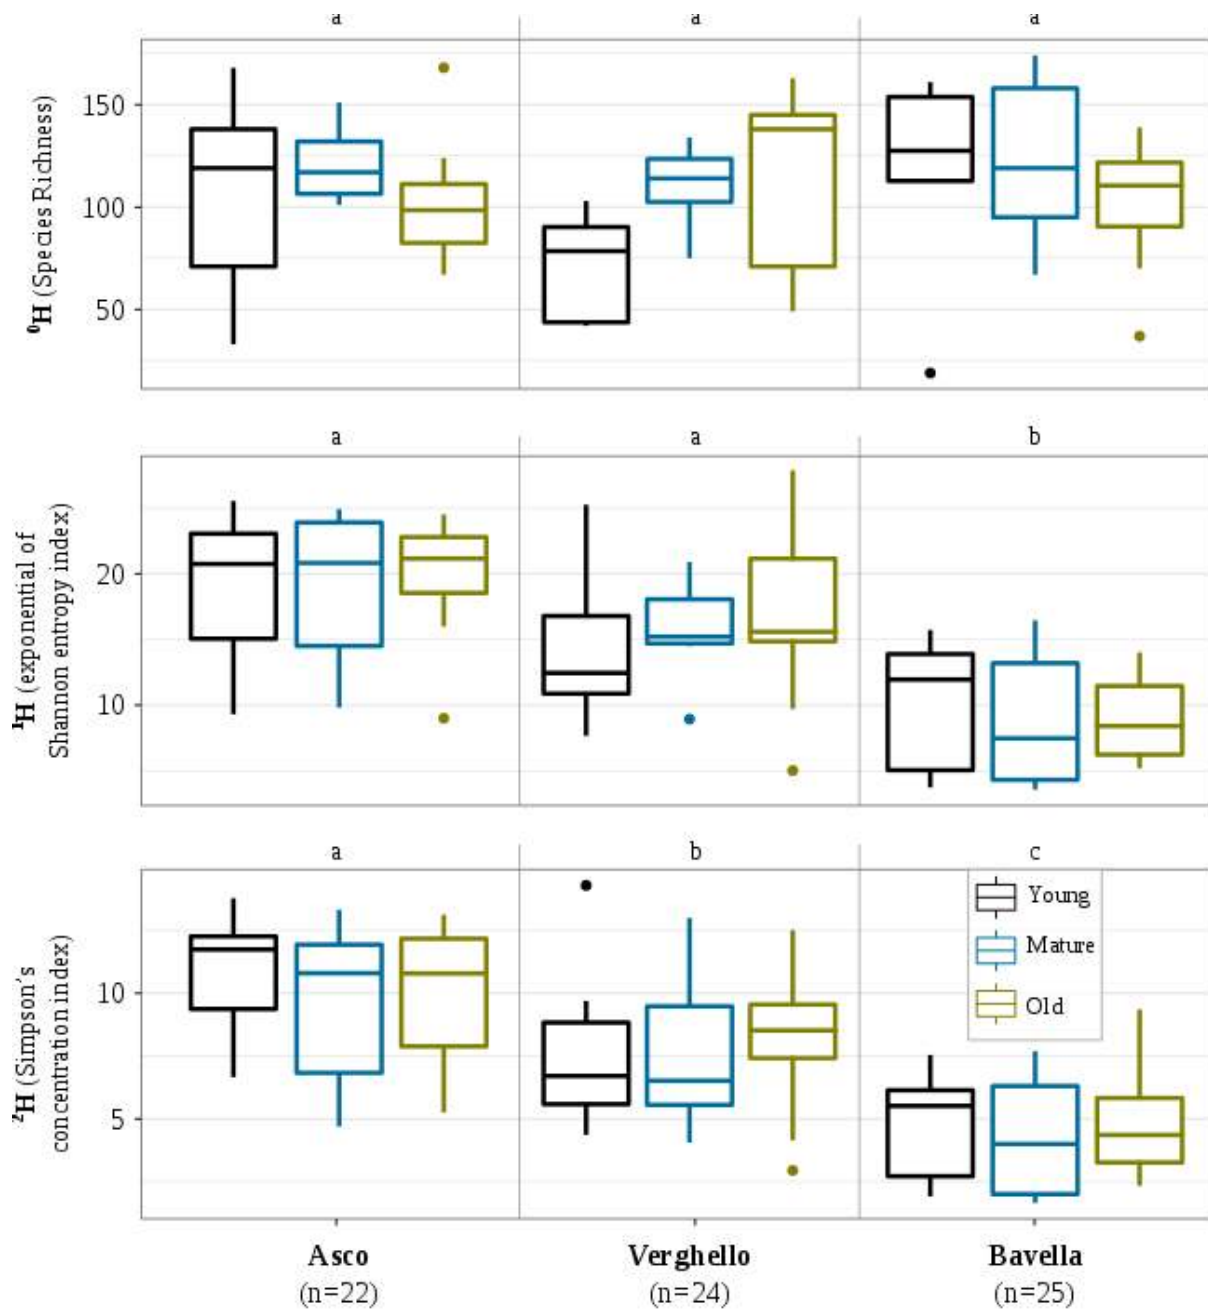 a a a
⁰H (Species Richness)
150
100
50
a a b
¹H (exponential of
Shannon entropy index)
20
10
a b c
²H (Simpson's
concentration index)
10
5
Young
Mature
Old
Asco Verghello Bavella
(n=22) (n=24) (n=25)